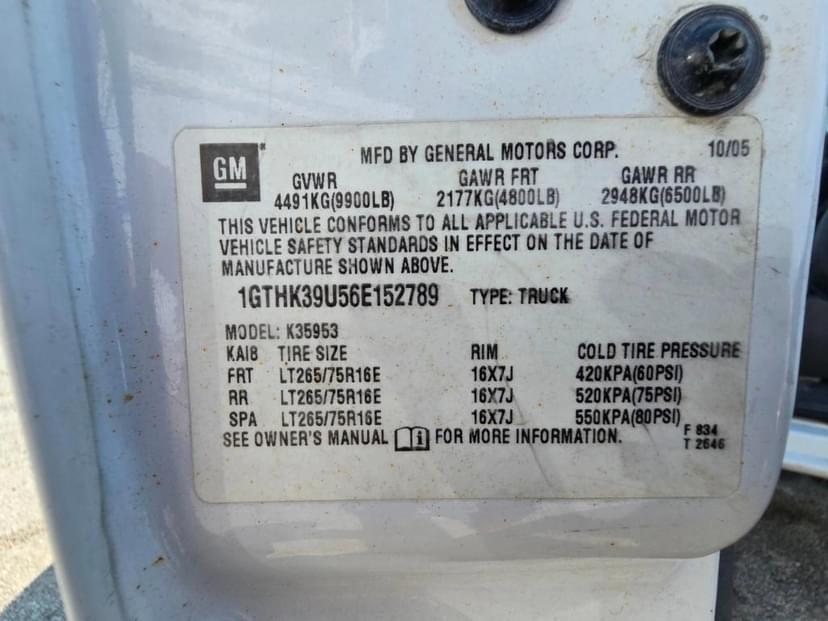 GM
MFD BY GENERAL MOTORS CORP. 10/05
GVWR GAWR FRT GAWR RR
4491KG(9900LB) 2177KG(4800LB) 2948KG(6500LB)
THIS VEHICLE CONFORMS TO ALL APPLICABLE U.S. FEDERAL MOTOR
VEHICLE SAFETY STANDARDS IN EFFECT ON THE DATE OF
MANUFACTURE SHOWN ABOVE.
1GTHK39U56E152789 TYPE: TRUCK
MODEL: K35953
KAI8 TIRE SIZE RIM COLD TIRE PRESSURE
FRT LT265/75R16E 16X7J 420KPA(60PSI)
RR LT265/75R16E 16X7J 520KPA(75PSI)
SPA LT265/75R16E 16X7J 550KPA(80PSI)
SEE OWNER'S MANUAL i FOR MORE INFORMATION.
F 834
T 2646